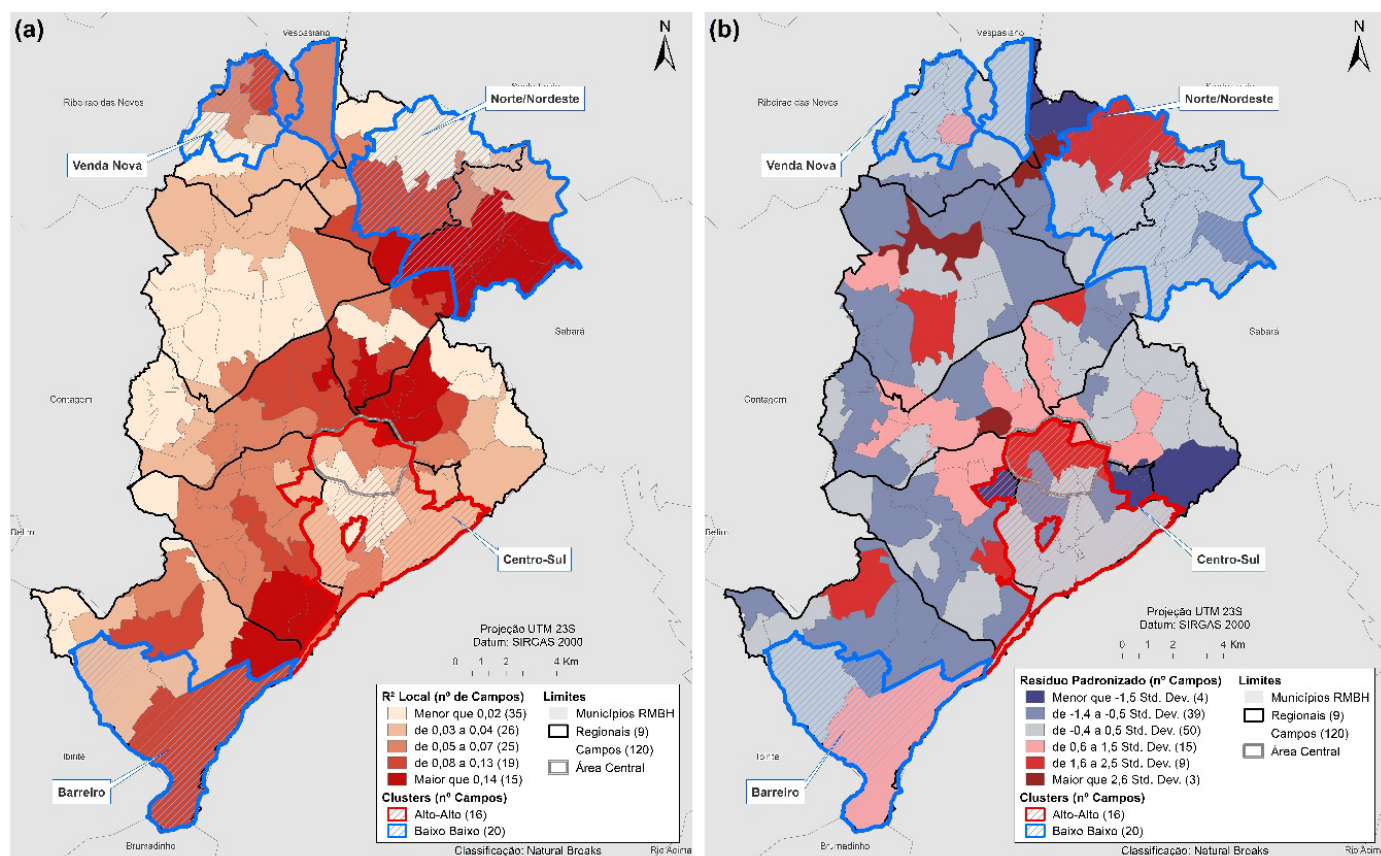 (a)
Vespasiano
N
Ribeirao das Neves
Norte/Nordeste
Venda Nova
Sabará
Contagem
Betim
Centro-Sul
Projeção UTM 23S
Datum: SIRGAS 2000
0 1 2 4 Km
R² Local (nº de Campos)
Menor que 0,02 (35)
de 0,03 a 0,04 (26)
de 0,05 a 0,07 (25)
de 0,08 a 0,13 (19)
Maior que 0,14 (15)
Limites
Municípios RMBH
Regionais (9)
Campos (120)
Área Central
Clusters (nº Campos)
Alto-Alto (16)
Baixo Baixo (20)
Ibirité
Barreiro
Brumadinho
Classificação: Natural Breaks
Rio Acima
(b)
Vespasiano
N
Ribeirao das Neves
Norte/Nordeste
Venda Nova
Sabará
Contagem
Betim
Centro-Sul
Projeção UTM 23S
Datum: SIRGAS 2000
0 1 2 4 Km
Resíduo Padronizado (nº Campos)
Menor que -1,5 Std. Dev. (4)
de -1,4 a -0,5 Std. Dev. (39)
de -0,4 a 0,5 Std. Dev. (50)
de 0,6 a 1,5 Std. Dev. (15)
de 1,6 a 2,5 Std. Dev. (9)
Maior que 2,6 Std. Dev. (3)
Limites
Municípios RMBH
Regionais (9)
Campos (120)
Área Central
Clusters (nº Campos)
Alto-Alto (16)
Baixo Baixo (20)
Ibirité
Barreiro
Brumadinho
Classificação: Natural Breaks
Rio Acima